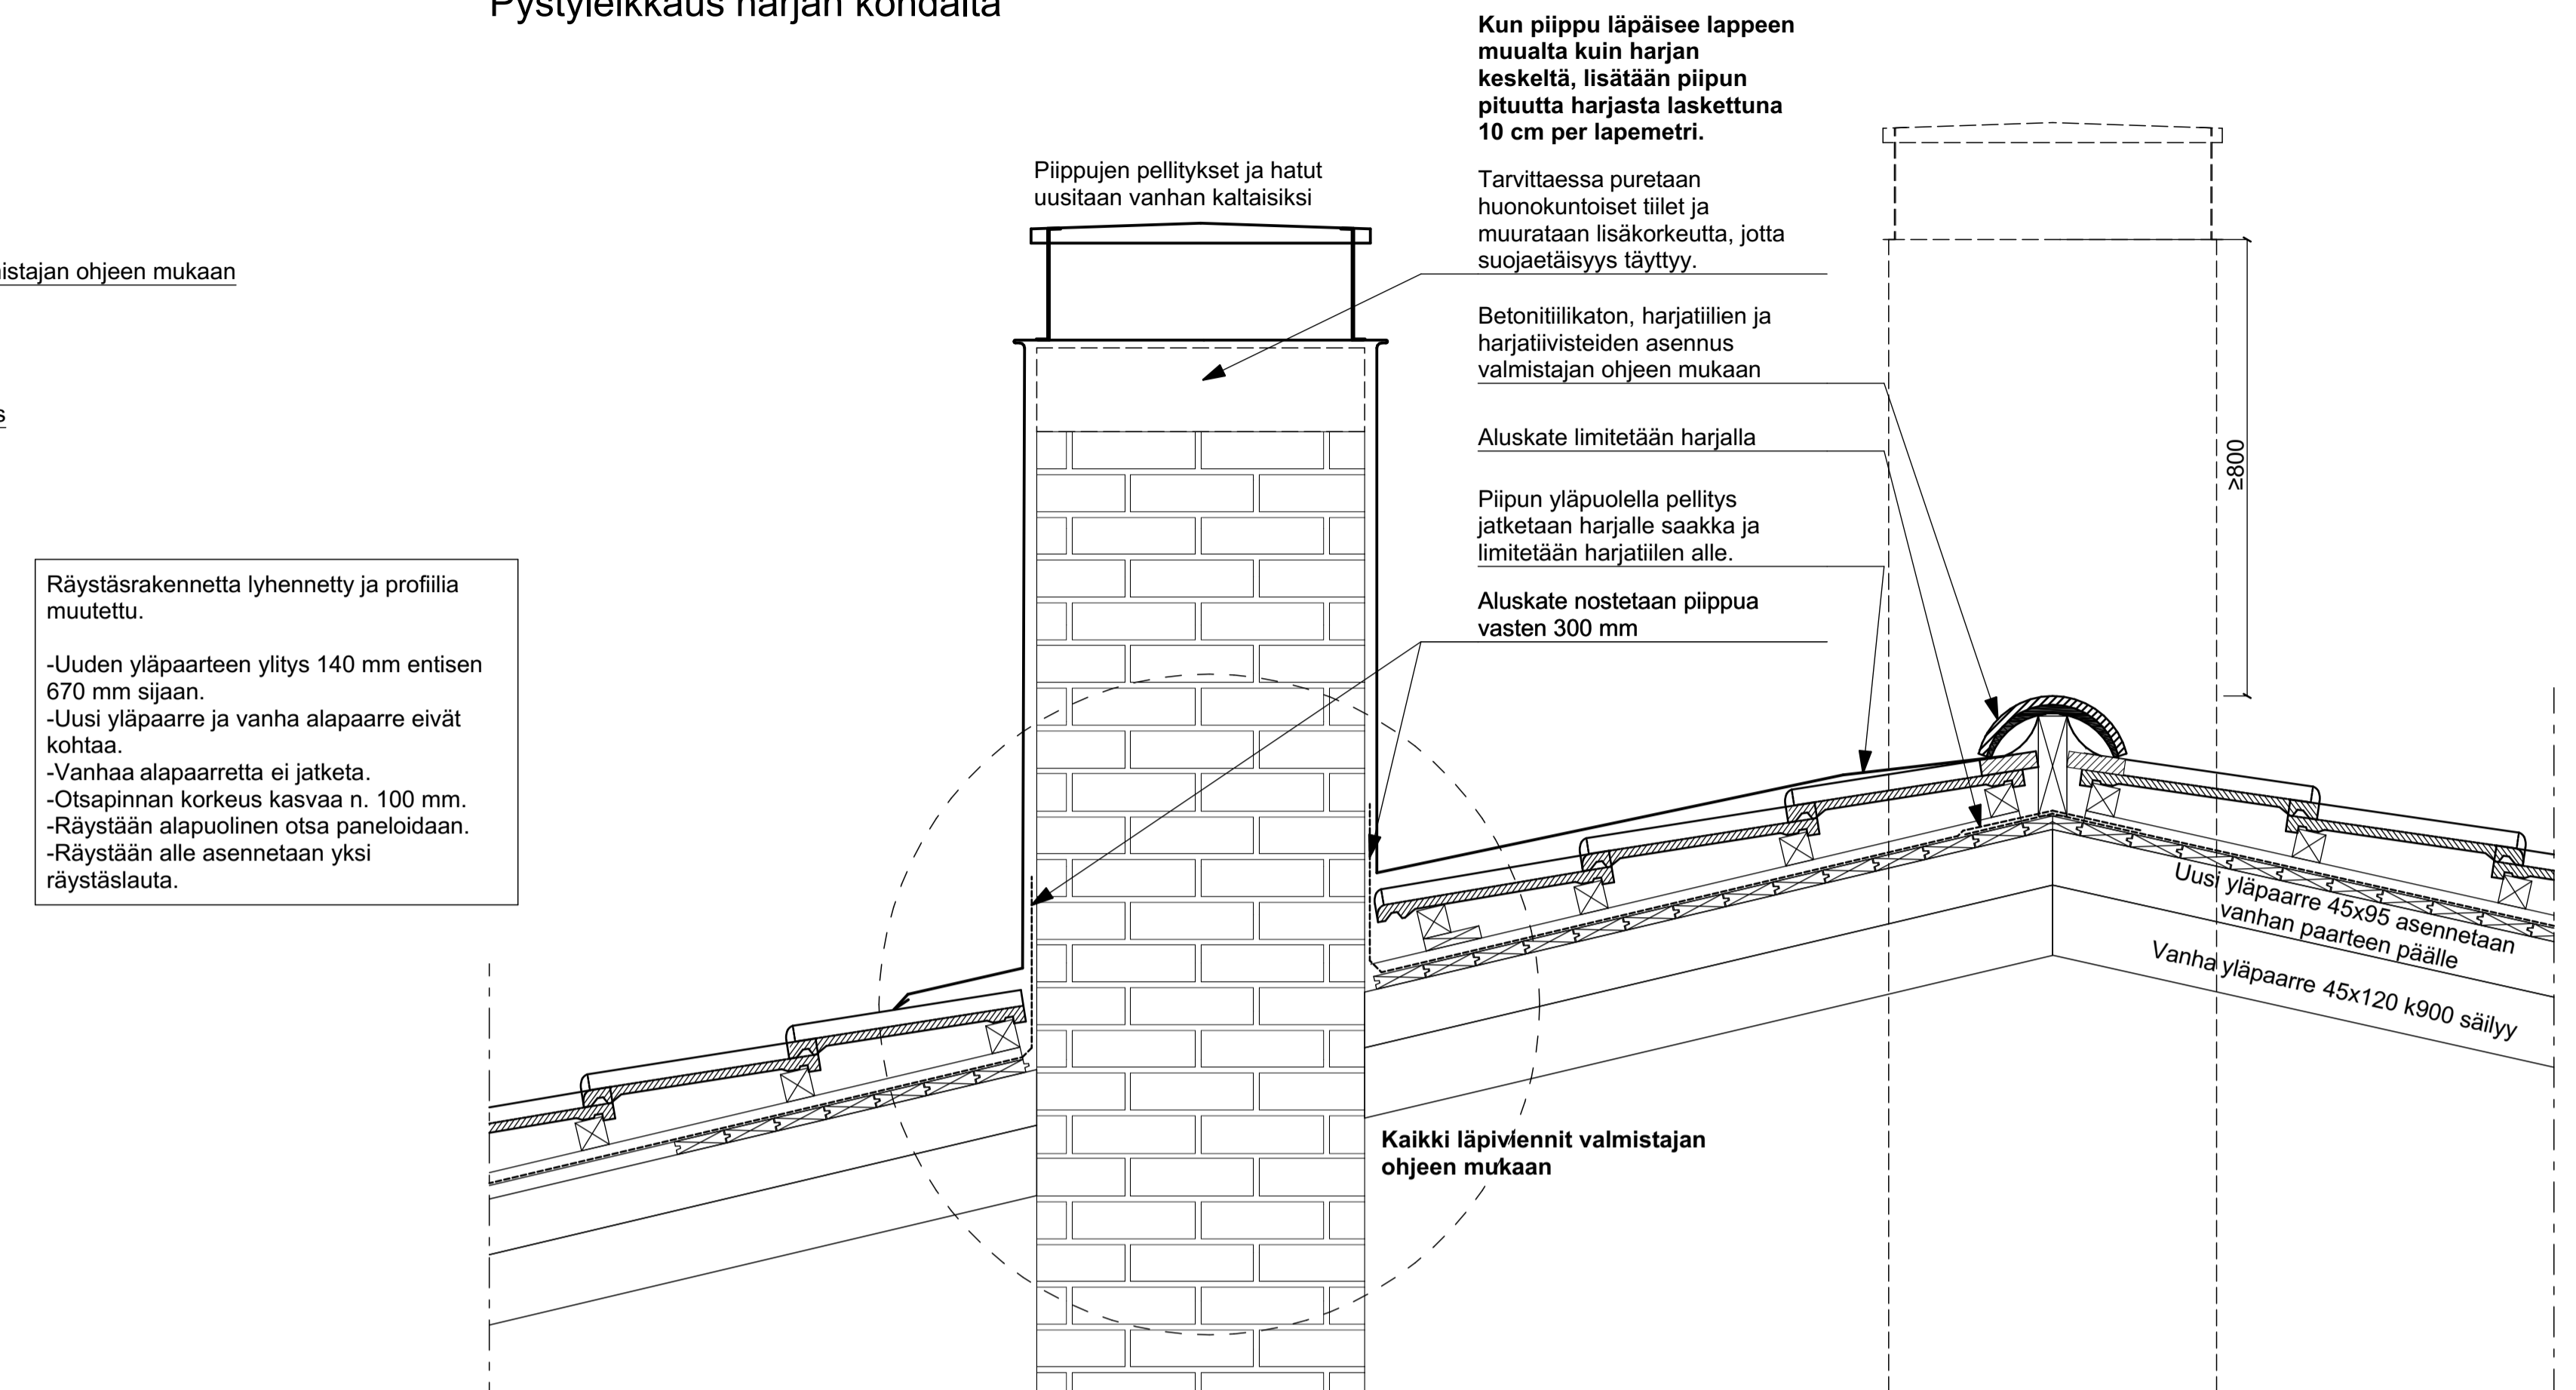 Pystyleikkaus harjan kohdalta
Kun piippu läpäisee lappeen
muualta kuin harjan
keskeltä, lisätään piipun
pituutta harjasta laskettuna
10 cm per lapemetri.
Piippujen pellitykset ja hatut
uusitaan vanhan kaltaisiksi
Tarvittaessa puretaan
huonokuntoiset tiilet ja
muurataan lisäkorkeutta, jotta
suojaetäisyys täyttyy.
istajan ohjeen mukaan
Betonitiilikaton, harjatiilien ja
harjatiivisteiden asennus
valmistajan ohjeen mukaan
s
Aluskate limitetään harjalla
≥800
Piipun yläpuolella pellitys
jatketaan harjalle saakka ja
limitetään harjatiilen alle.
Aluskate nostetaan piippua
vasten 300 mm
Räystäsrakennetta lyhennetty ja profiilia
muutettu.
-Uuden yläpaarteen ylitys 140 mm entisen
670 mm sijaan.
-Uusi yläpaarre ja vanha alapaarre eivät
kohtaa.
-Vanhaa alapaarretta ei jatketa.
-Otsapinnan korkeus kasvaa n. 100 mm.
-Räystään alapuolinen otsa paneloidaan.
-Räystään alle asennetaan yksi
räystäslauta.
Uusi yläpaarre 45x95 asennetaan
vanhan paarteen päälle
Vanha yläpaarre 45x120 k900 säilyy
Kaikki läpiviennit valmistajan
ohjeen mukaan